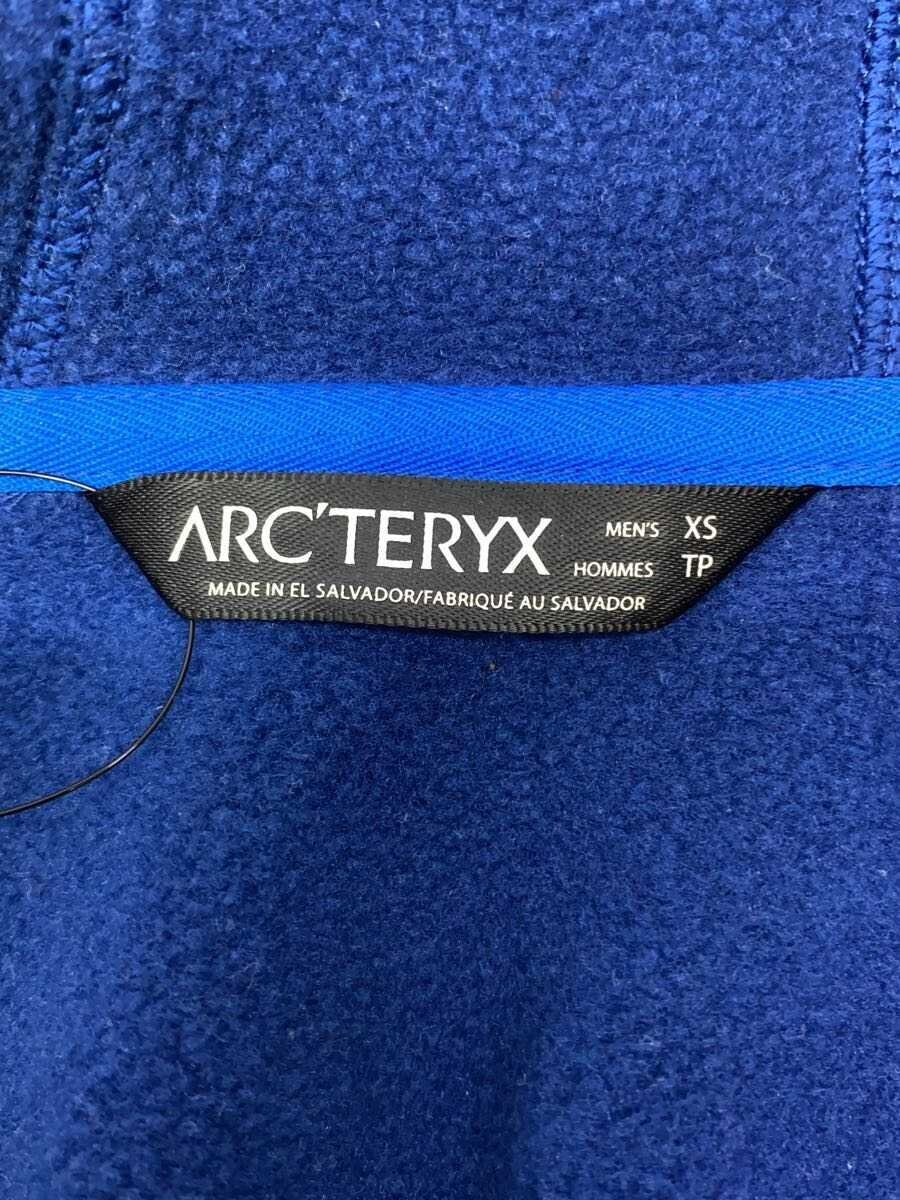 ARC'TERYX MEN'S XS
HOMMES TP
MADE IN EL SALVADOR/FABRIQUÉ AU SALVADOR